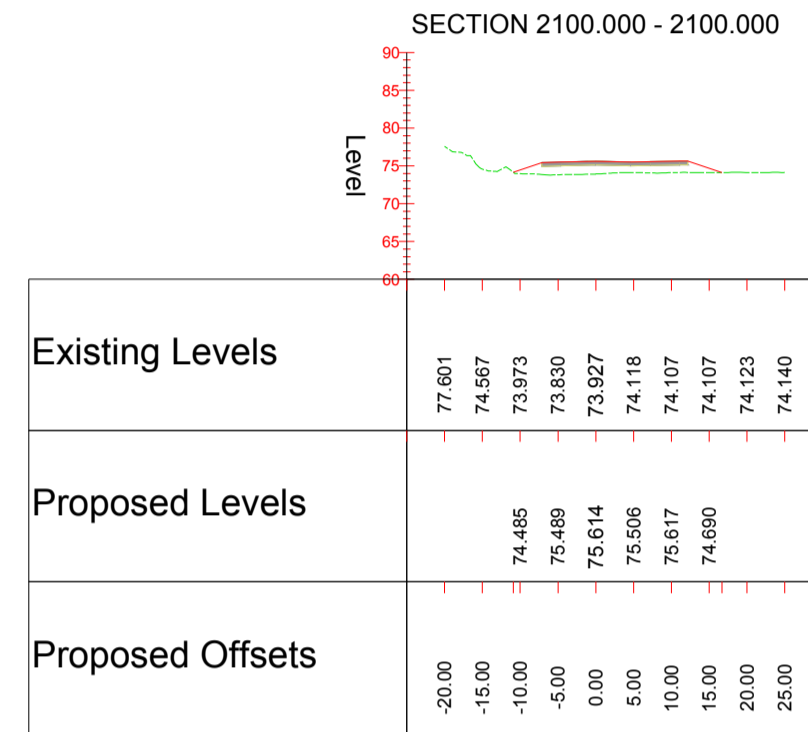 SECTION 2100.000 - 2100.000
90
85
80
75
70
65
60
Level
Existing Levels
77.601 74.567 73.973 73.830 73.927 74.118 74.107 74.107 74.123 74.140
Proposed Levels
74.485 75.489 75.614 75.506 75.617 74.690
Proposed Offsets
-20.00 -15.00 -10.00 -5.00 0.00 5.00 10.00 15.00 20.00 25.00